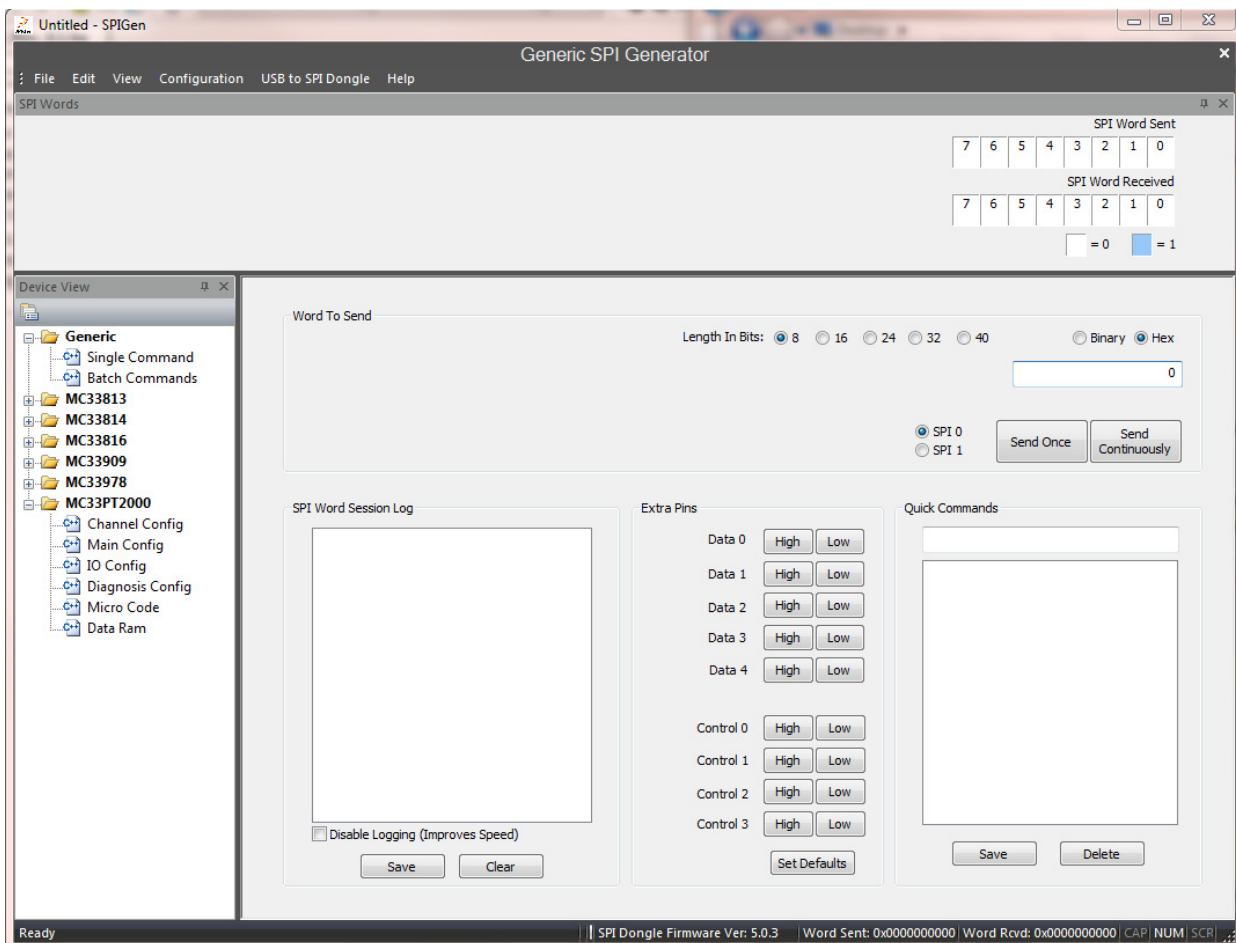 Untitled - SPIGen
Generic SPI Generator
File Edit View Configuration USB to SPI Dongle Help
SPI Words
SPI Word Sent
7 6 5 4 3 2 1 0
SPI Word Received
7 6 5 4 3 2 1 0
= 0 = 1
Device View
Generic
Single Command
Batch Commands
MC33813
MC33814
MC33816
MC33909
MC33978
MC33PT2000
Channel Config
Main Config
IO Config
Diagnosis Config
Micro Code
Data Ram
Word To Send
Length In Bits: 8 16 24 32 40 Binary Hex
0
SPI 0
SPI 1
Send Once
Send Continuously
SPI Word Session Log
Disable Logging (Improves Speed)
Save Clear
Extra Pins
Data 0 High Low
Data 1 High Low
Data 2 High Low
Data 3 High Low
Data 4 High Low
Control 0 High Low
Control 1 High Low
Control 2 High Low
Control 3 High Low
Set Defaults
Quick Commands
Save Delete
Ready
SPI Dongle Firmware Ver: 5.0.3 Word Sent: 0x0000000000 Word Rcvd: 0x0000000000 CAP NUM SCRL